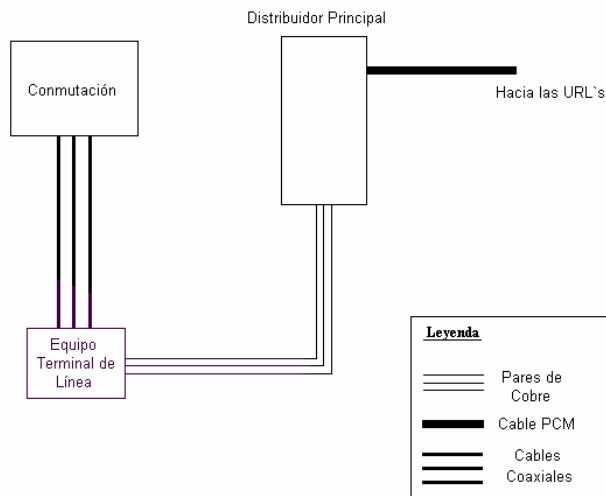 Distribuidor Principal
Conmutación
Hacia las URL`s
Equipo
Terminal de
Línea
Leyenda
Pares de
Cobre
Cable PCM
Cables
Coaxiales